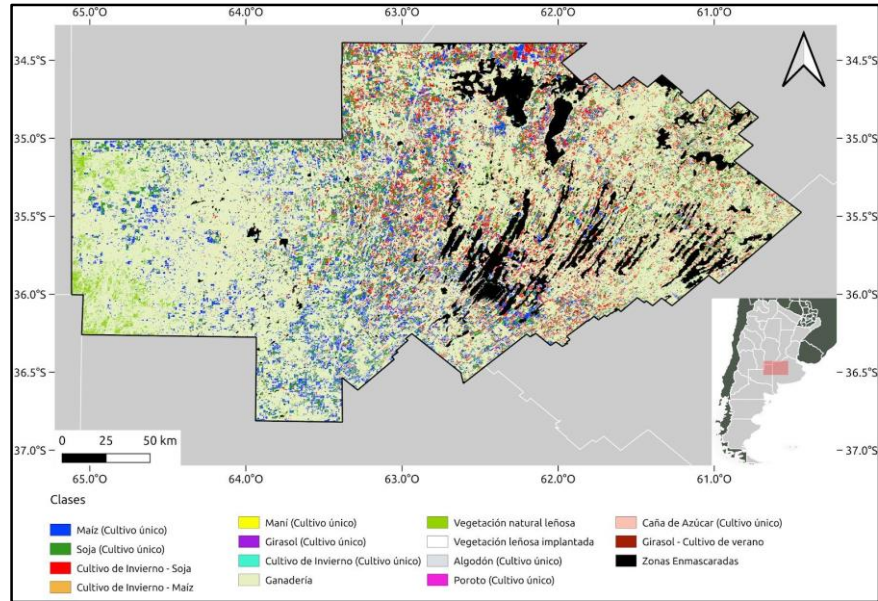 65.0°O 64.0°O 63.0°O 62.0°O 61.0°O
34.5°S 34.5°S
35.0°S 35.0°S
35.5°S 35.5°S
36.0°S 36.0°S
36.5°S 36.5°S
37.0°S 37.0°S
0 25 50 km
65.0°O 64.0°O 63.0°O 62.0°O 61.0°O
Clases
Maíz (Cultivo único)
Soja (Cultivo único)
Cultivo de Invierno - Soja
Cultivo de Invierno - Maíz
Maní (Cultivo único)
Girasol (Cultivo único)
Cultivo de Invierno (Cultivo único)
Ganadería
Vegetación natural leñosa
Vegetación leñosa implantada
Algodón (Cultivo único)
Poroto (Cultivo único)
Caña de Azúcar (Cultivo único)
Girasol - Cultivo de verano
Zonas Enmascaradas